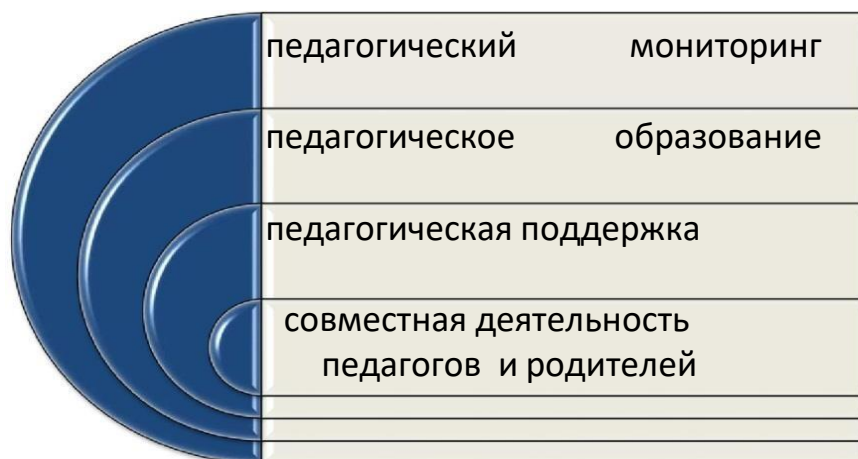 педагогический мониторинг
педагогическое образование
педагогическая поддержка
совместная деятельность
педагогов и родителей